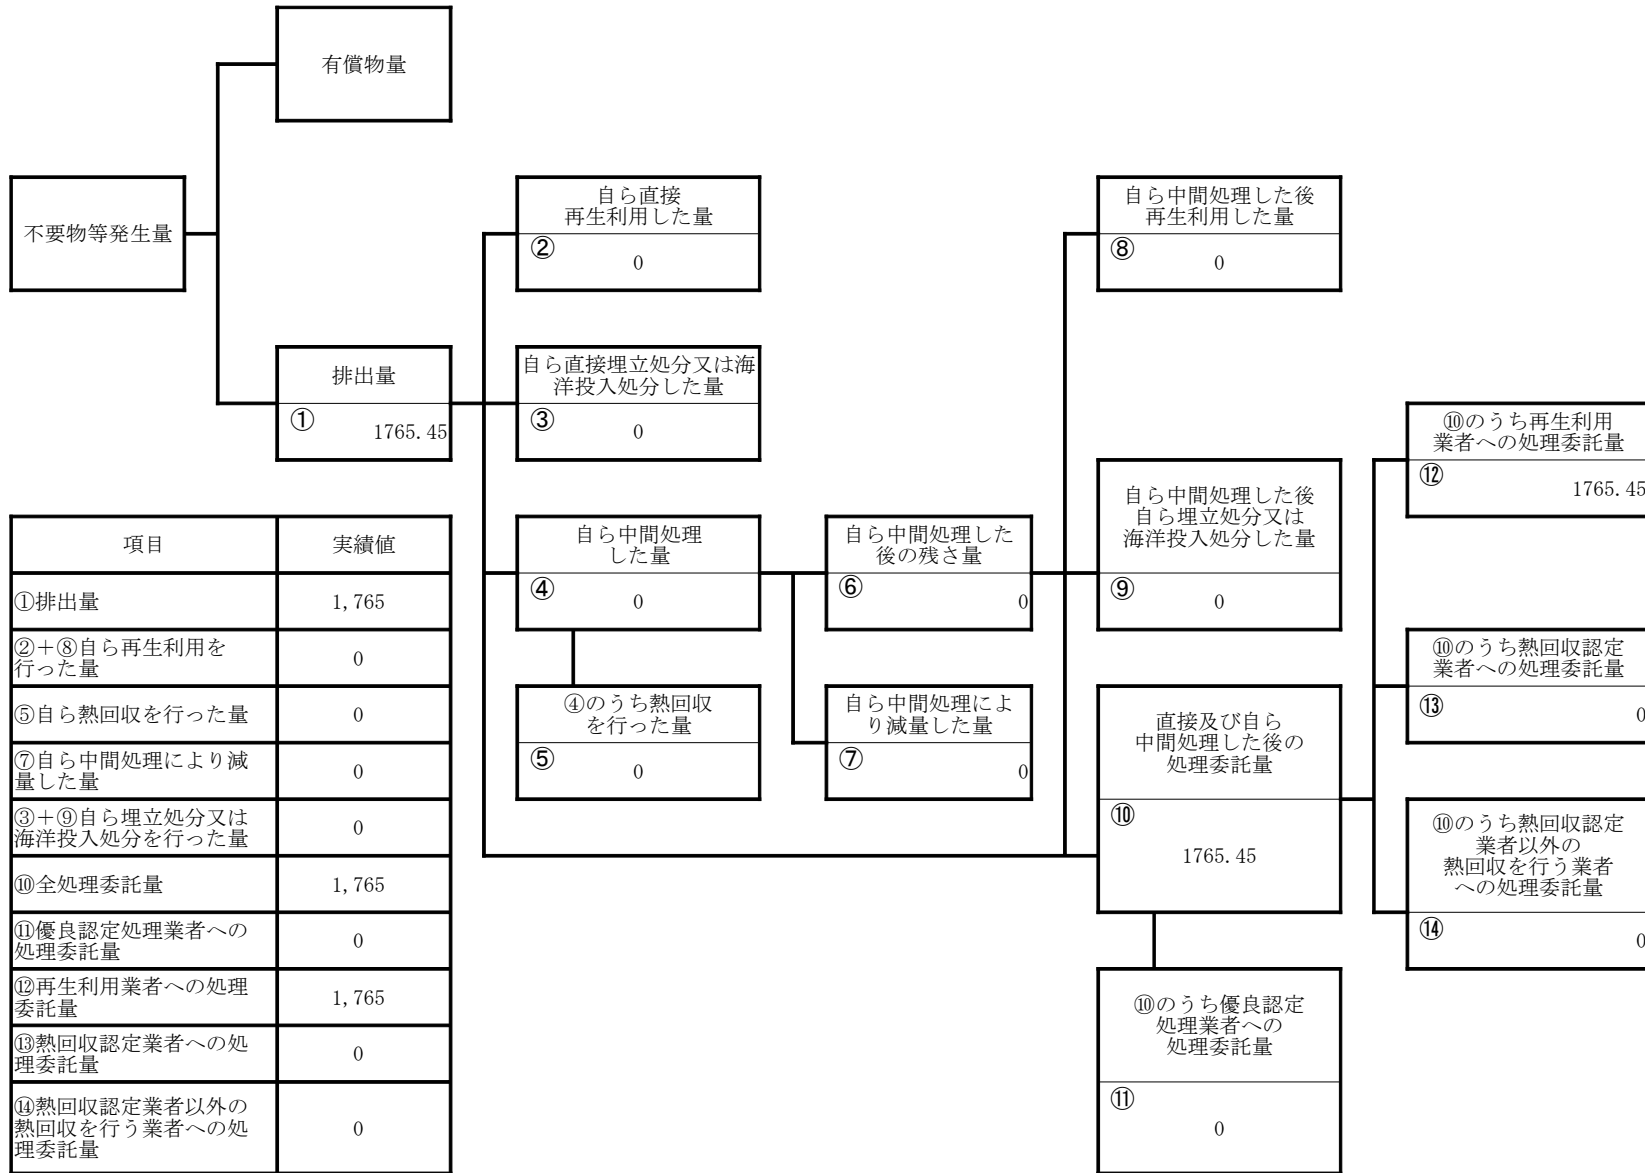 有償物量
不要物等発生量
排出量
①
1765.45
自ら直接
再生利用した量
②
0
自ら直接埋立処分又は海
洋投入処分した量
③
0
自ら中間処理
した量
④
0
④のうち熱回収
を行った量
⑤
0
自ら中間処理した
後の残さ量
⑥
0
自ら中間処理によ
り減量した量
⑦
0
自ら中間処理した後
再生利用した量
⑧
0
自ら中間処理した後
自ら埋立処分又は
海洋投入処分した量
⑨
0
直接及び自ら
中間処理した後の
処理委託量
⑩
1765.45
⑩のうち優良認定
処理業者への
処理委託量
⑪
0
⑩のうち再生利用
業者への処理委託量
⑫
1765.45
⑩のうち熱回収認定
業者への処理委託量
⑬
0
⑩のうち熱回収認定
業者以外の
熱回収を行う業者
への処理委託量
⑭
0
項目 実績値
①排出量 1,765
②＋⑧自ら再生利用を
行った量 0
⑤自ら熱回収を行った量 0
⑦自ら中間処理により減
量した量 0
③＋⑨自ら埋立処分又は
海洋投入処分を行った量 0
⑩全処理委託量 1,765
⑪優良認定処理業者への
処理委託量 0
⑫再生利用業者への処理
委託量 1,765
⑬熱回収認定業者への処
理委託量 0
⑭熱回収認定業者以外の
熱回収を行う業者への処
理委託量 0